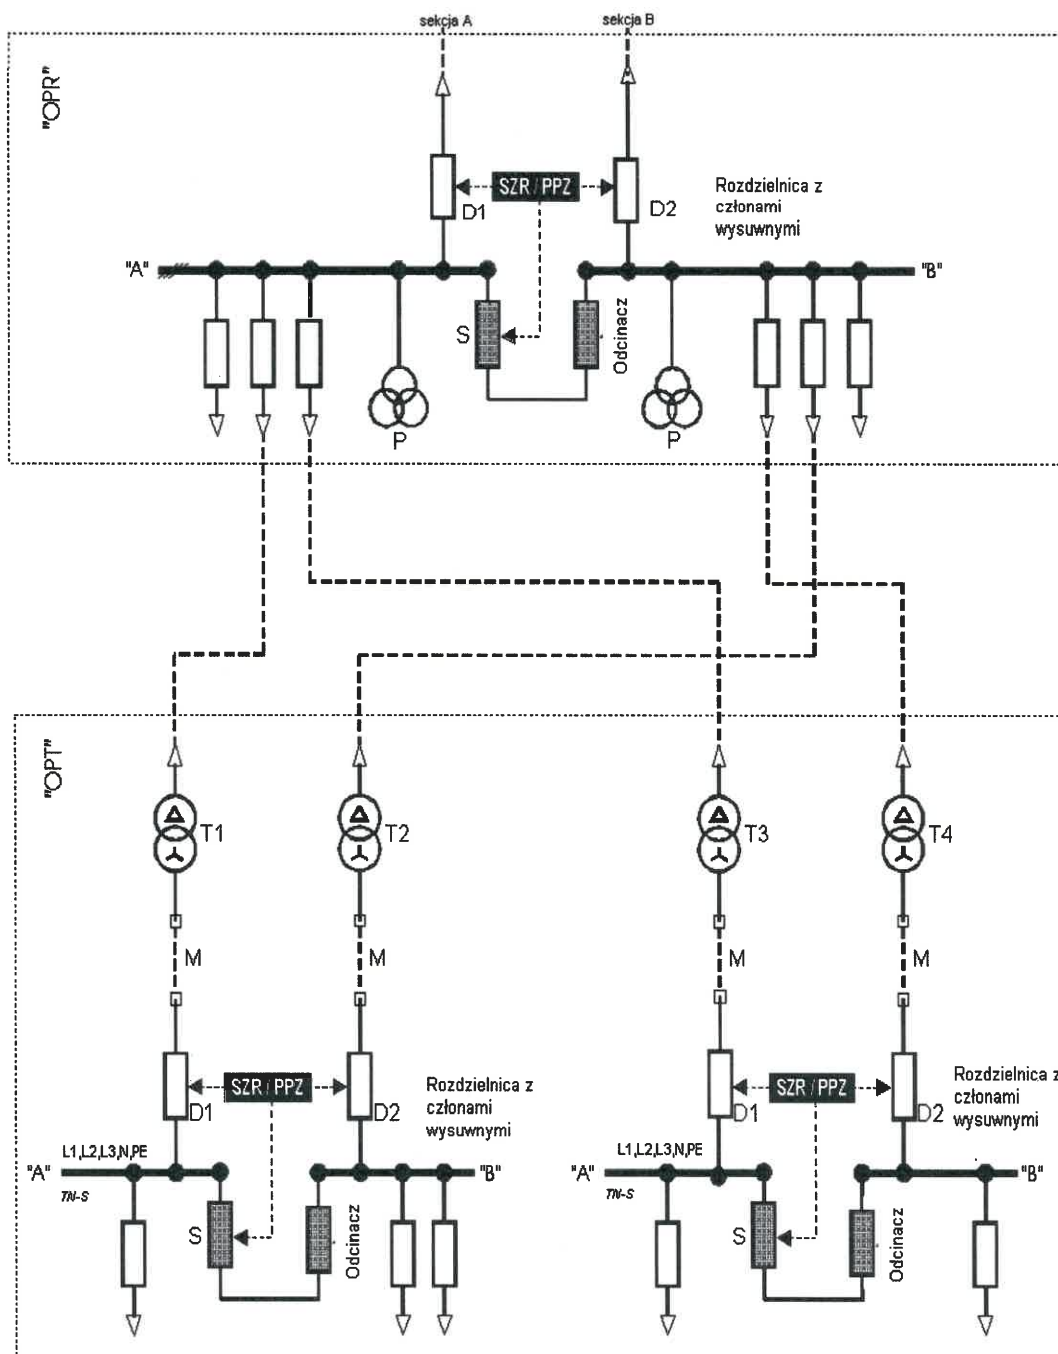 sekcja A
sekcja B
"OPR"
SZR / PPZ
D1
D2
Rozdzielnica z
członami
wysuwnymi
"A"
"B"
S
Odcinacz
P
P
"OPT"
T1
T2
T3
T4
M
M
M
M
SZR / PPZ
D1
D2
Rozdzielnica z
członami
wysuwnymi
SZR / PPZ
D1
D2
Rozdzielnica z
członami
wysuwnymi
"A"
L1,L2,L3,N,PE
"B"
TN-S
S
Odcinacz
"A"
L1,L2,L3,N,PE
"B"
TN-S
S
Odcinacz